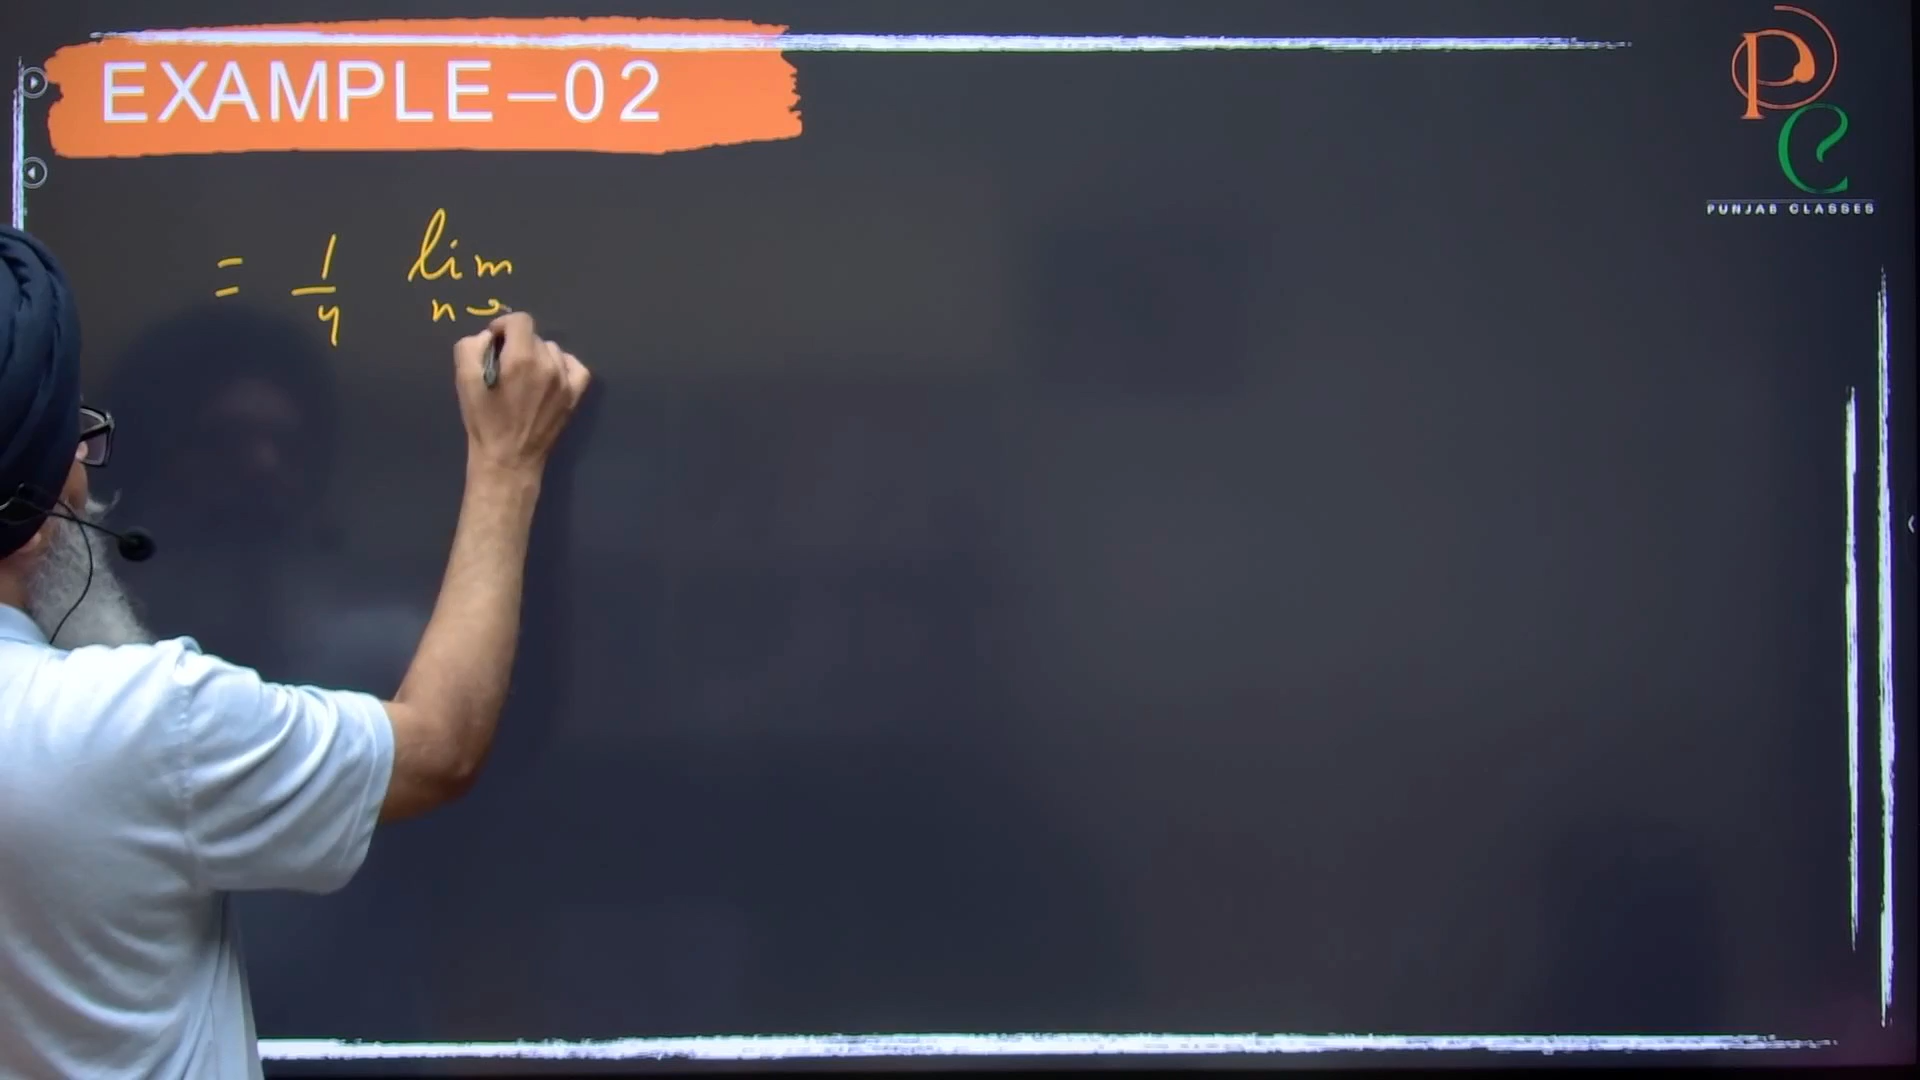 EXAMPLE–02
PUNJAB CLASSES
= 1/4 lim
n→